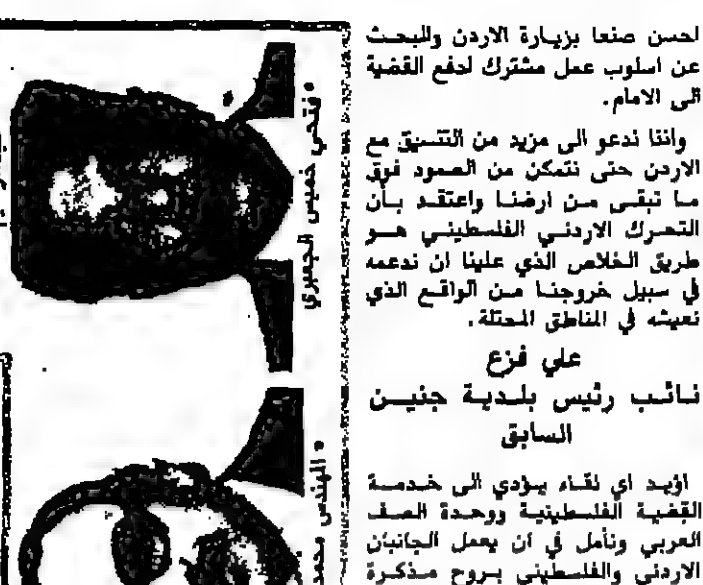 لحسن صنعا بزيارة الاردن وللبحث
عن اسلوب عمل مشترك لدفع القضية
الى الامام.
واننا ندعو الى مزيد من التنسيق مع
الاردن حتى نتمكن من الصمود فوق
ما تبقى من ارضنا واعتقد بأن
التحرك الاردني الفلسطيني هو
طريق الخلاص الذي علينا ان ندعمه
في سبيل خروجنا من الواقع الذي
نعيشه في المناطق المحتلة.
علي فزع
نائب رئيس بلدية جنين
السابق
اؤيد اي لقاء يؤدي الى خدمة
القضية الفلسطينية ووحدة الصف
العربي ونأمل في ان يعمل الجانبان
الاردني والفلسطيني بروح مذكرة
فتحي خميس الجعبري
المهندس محمد